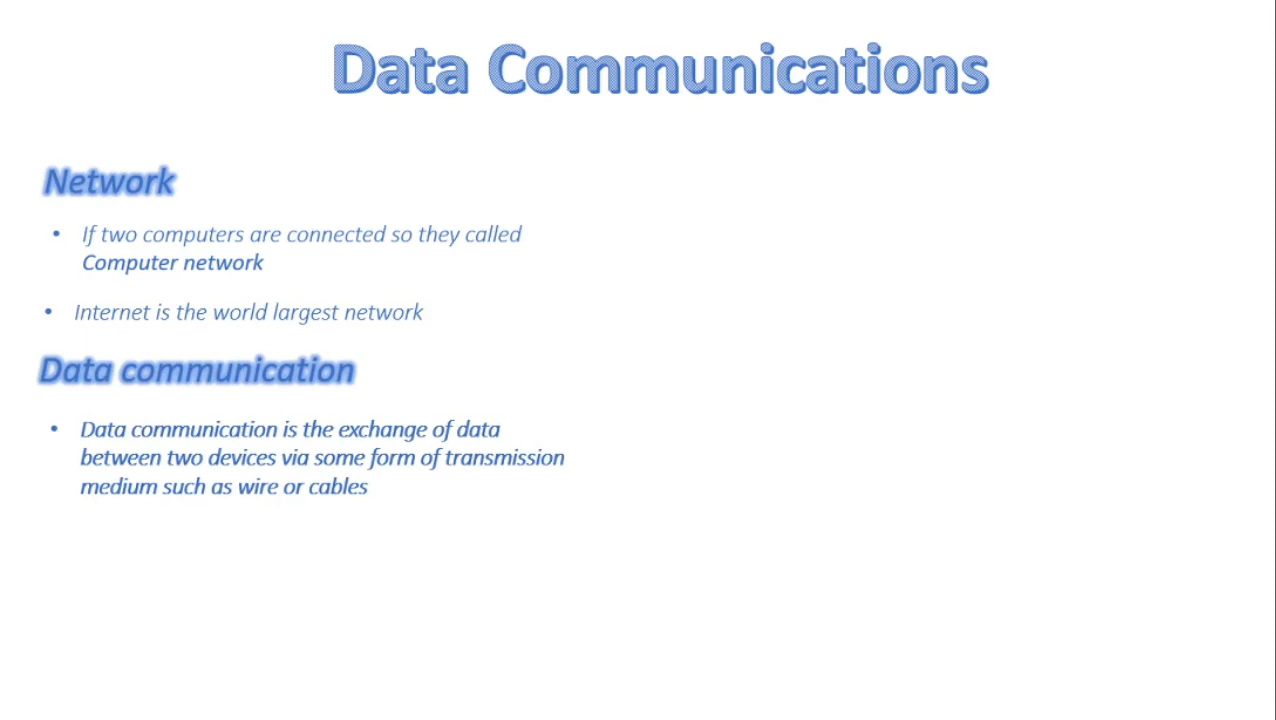 Data Communications
Network
• If two computers are connected so they called
Computer network
• Internet is the world largest network
Data communication
• Data communication is the exchange of data
between two devices via some form of transmission
medium such as wire or cables